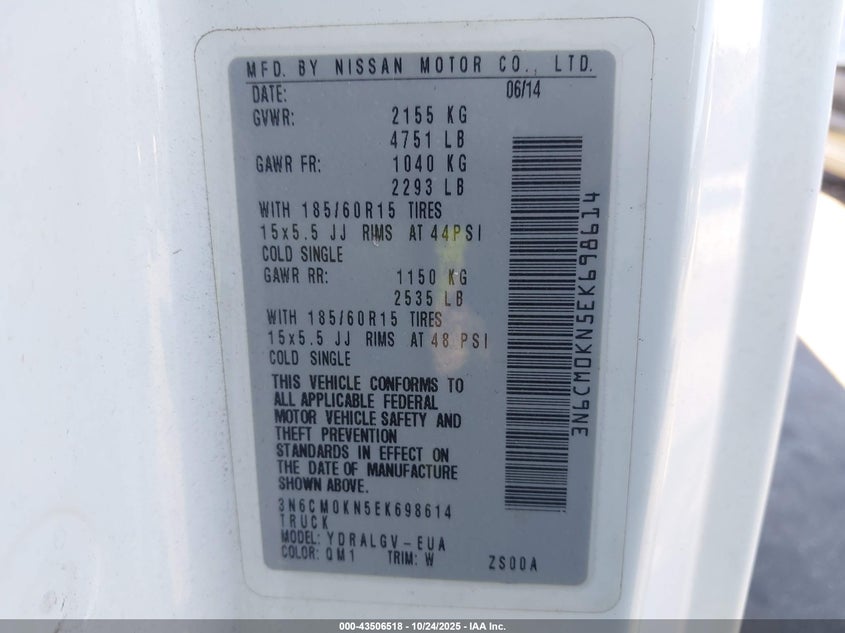 MFD. BY NISSAN MOTOR CO., LTD.
DATE: 06/14
GVWR: 2155 KG
4751 LB
GAWR FR: 1040 KG
2293 LB
WITH 185/60R15 TIRES
15x5.5 JJ RIMS AT 44PSI
COLD SINGLE
GAWR RR: 1150 KG
2535 LB
WITH 185/60R15 TIRES
15x5.5 JJ RIMS AT 48 PSI
COLD SINGLE
THIS VEHICLE CONFORMS TO
ALL APPLICABLE FEDERAL
MOTOR VEHICLE SAFETY AND
THEFT PREVENTION
STANDARDS IN EFFECT ON
THE DATE OF MANUFACTURE
SHOWN ABOVE.
3N6CM0KN5EK698614
TRUCK
MODEL: YDRALGV-EUA
COLOR: QM1 TRIM: W ZS00A
3N6CM0KN5EK698614
000-43506518 • 10/24/2025 - IAA Inc.